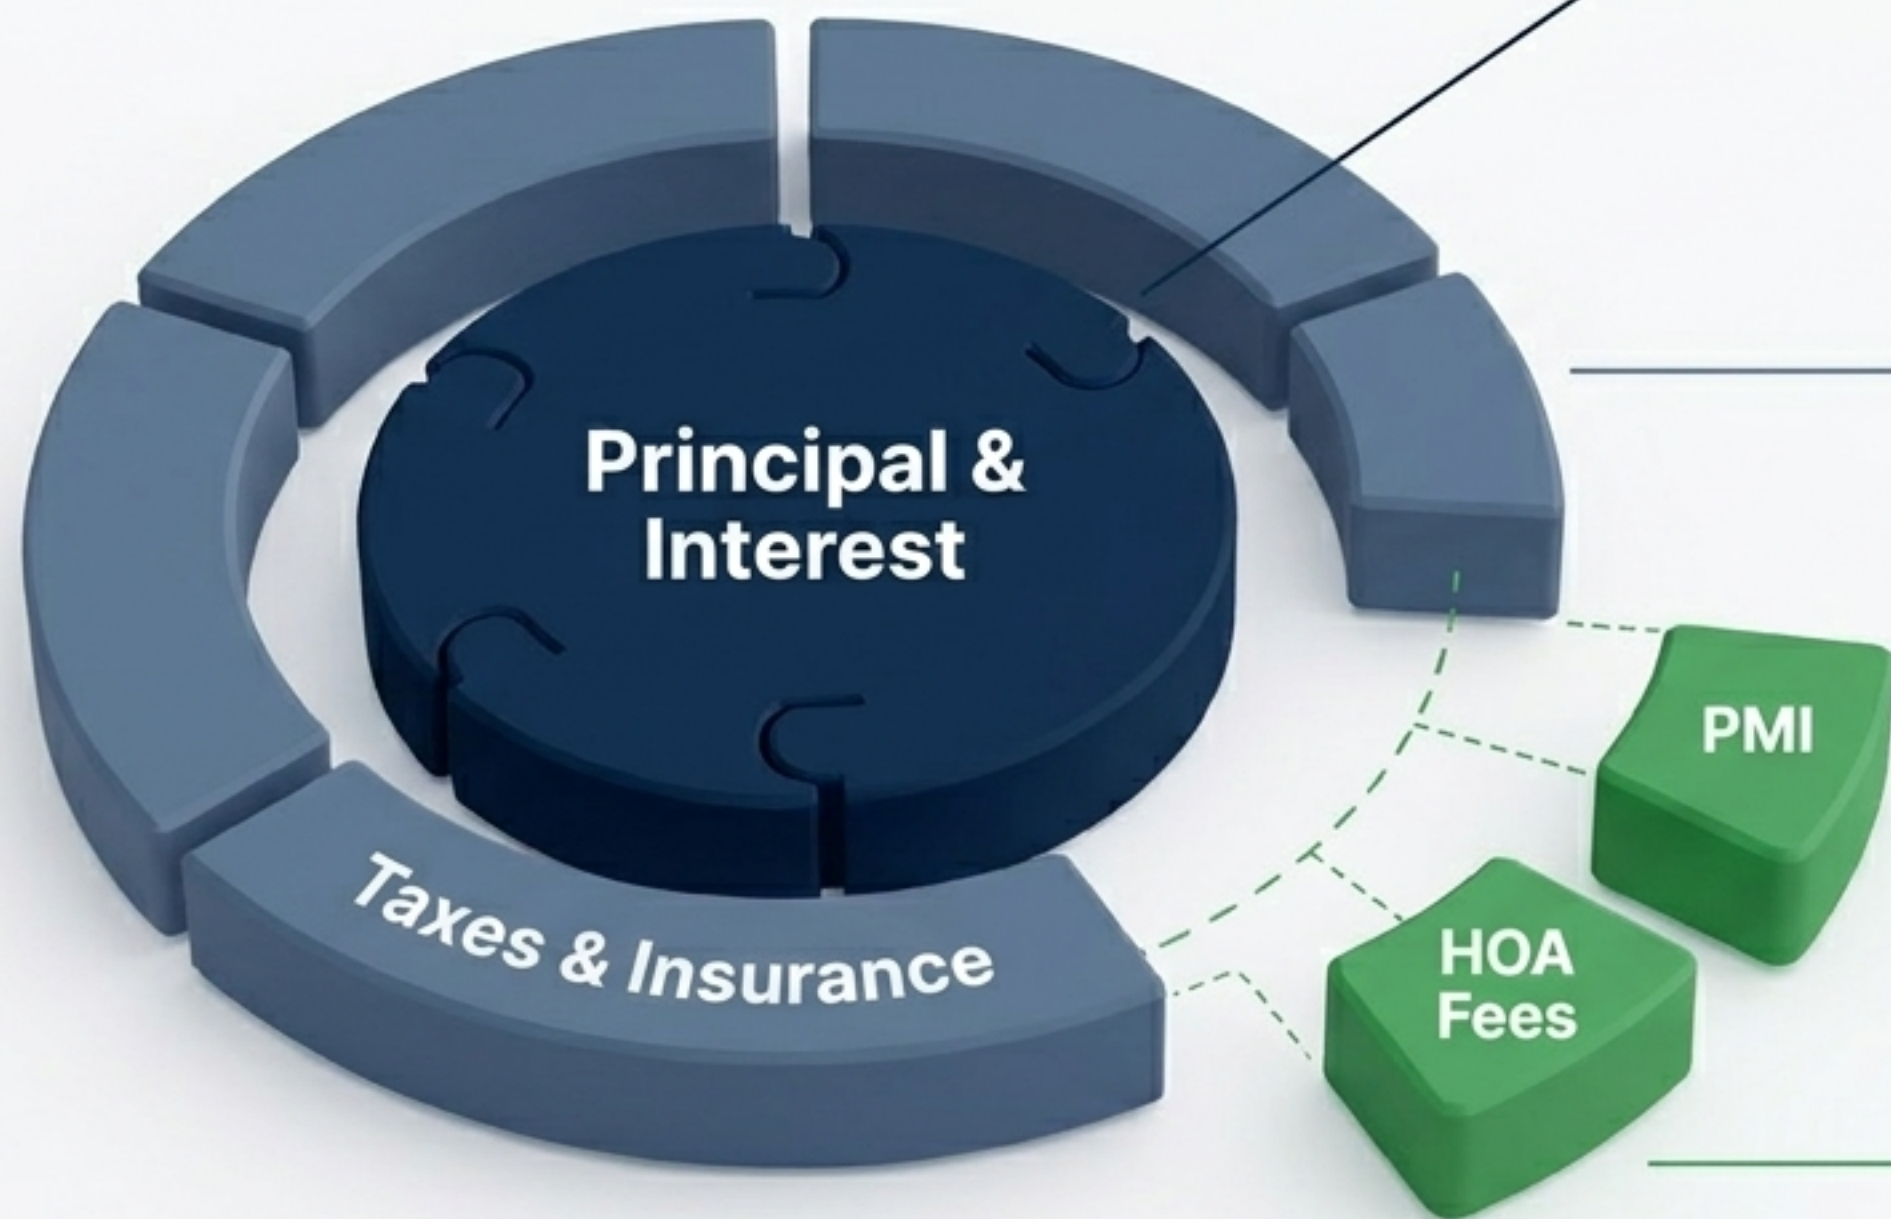 Principal &
Interest
Taxes & Insurance
PMI
HOA
Fees